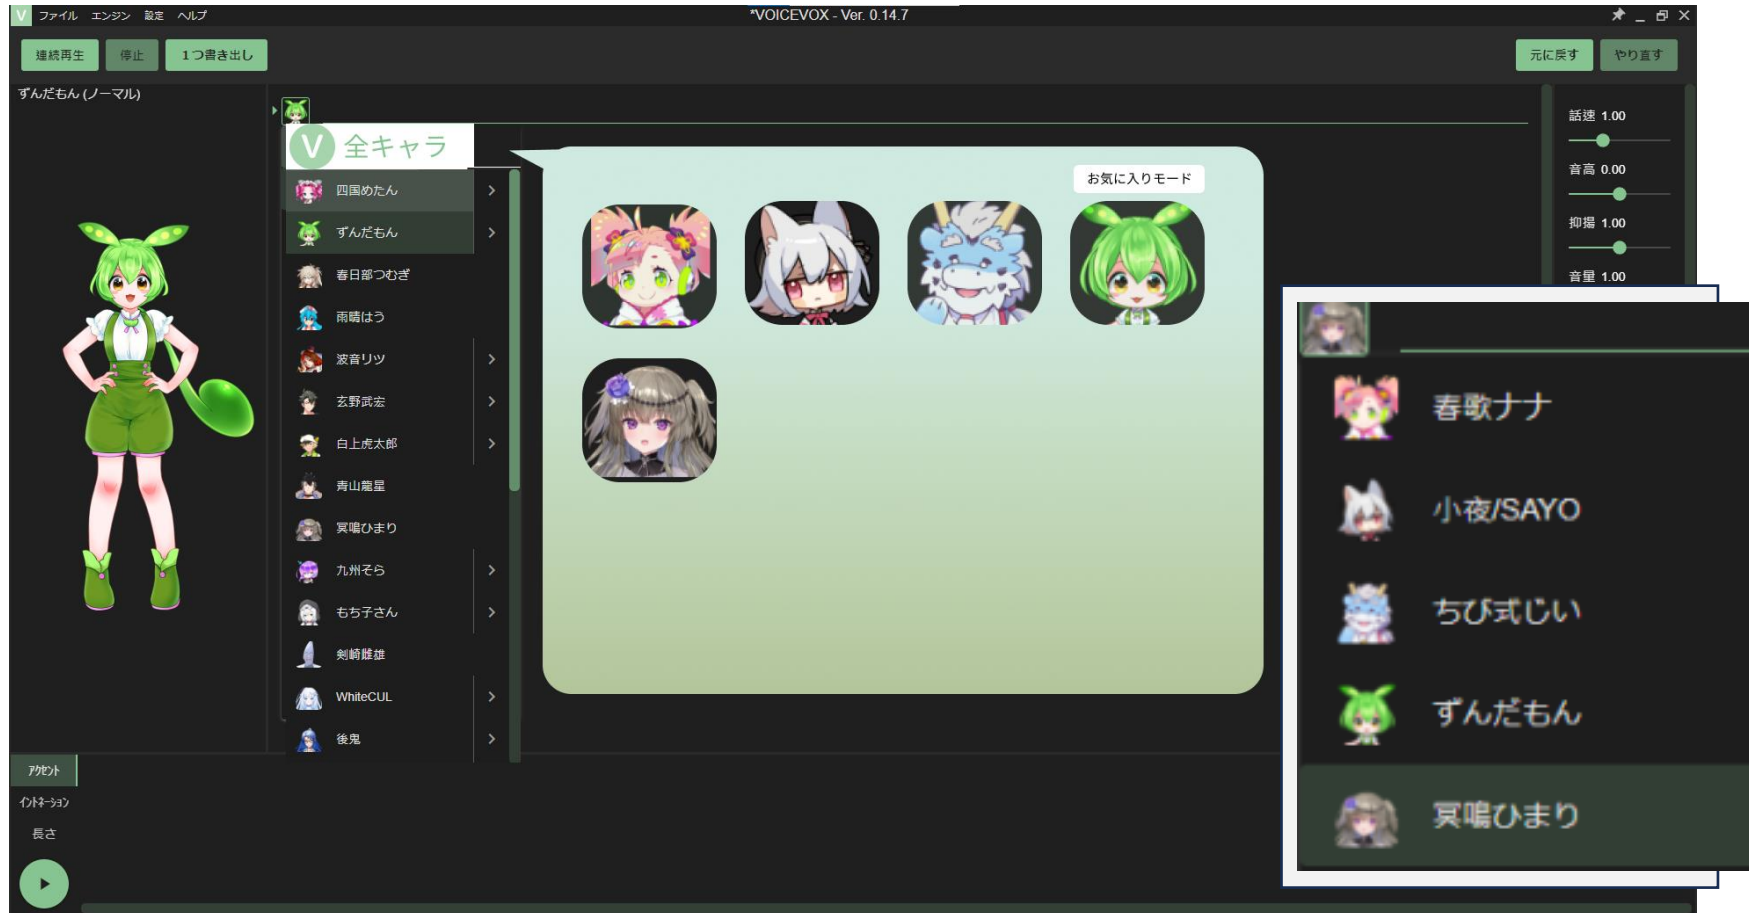 V ファイル エンジン 設定 ヘルプ
*VOICEVOX - Ver. 0.14.7
連続再生 停止 1つ書き出し
元に戻す やり直す
ずんだもん (ノーマル)
V 全キャラ
四国めたん
ずんだもん
春日部つむぎ
雨晴はう
波音リツ
玄野武宏
白上虎太郎
青山龍星
冥鳴ひまり
九州そら
もち子さん
剣崎雌雄
WhiteCUL
後鬼
お気に入りモード
話速 1.00
音高 0.00
抑揚 1.00
音量 1.00
春歌ナナ
小夜/SAYO
ちび式じい
ずんだもん
冥鳴ひまり
ｱｸｾﾝﾄ
ｲﾝﾄﾈｰｼｮﾝ
長さ